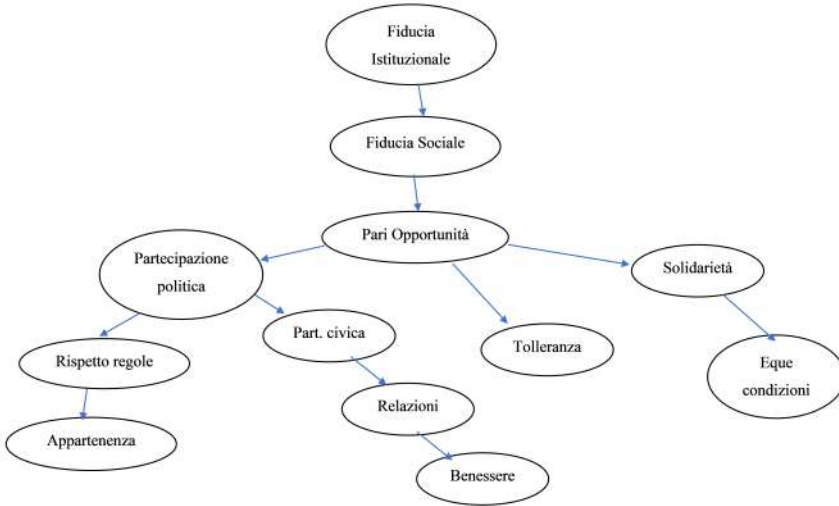 Fiducia
Istituzionale
Fiducia Sociale
Pari Opportunità
Partecipazione
politica
Solidarietà
Part. civica
Tolleranza
Rispetto regole
Eque
condizioni
Relazioni
Appartenenza
Benessere